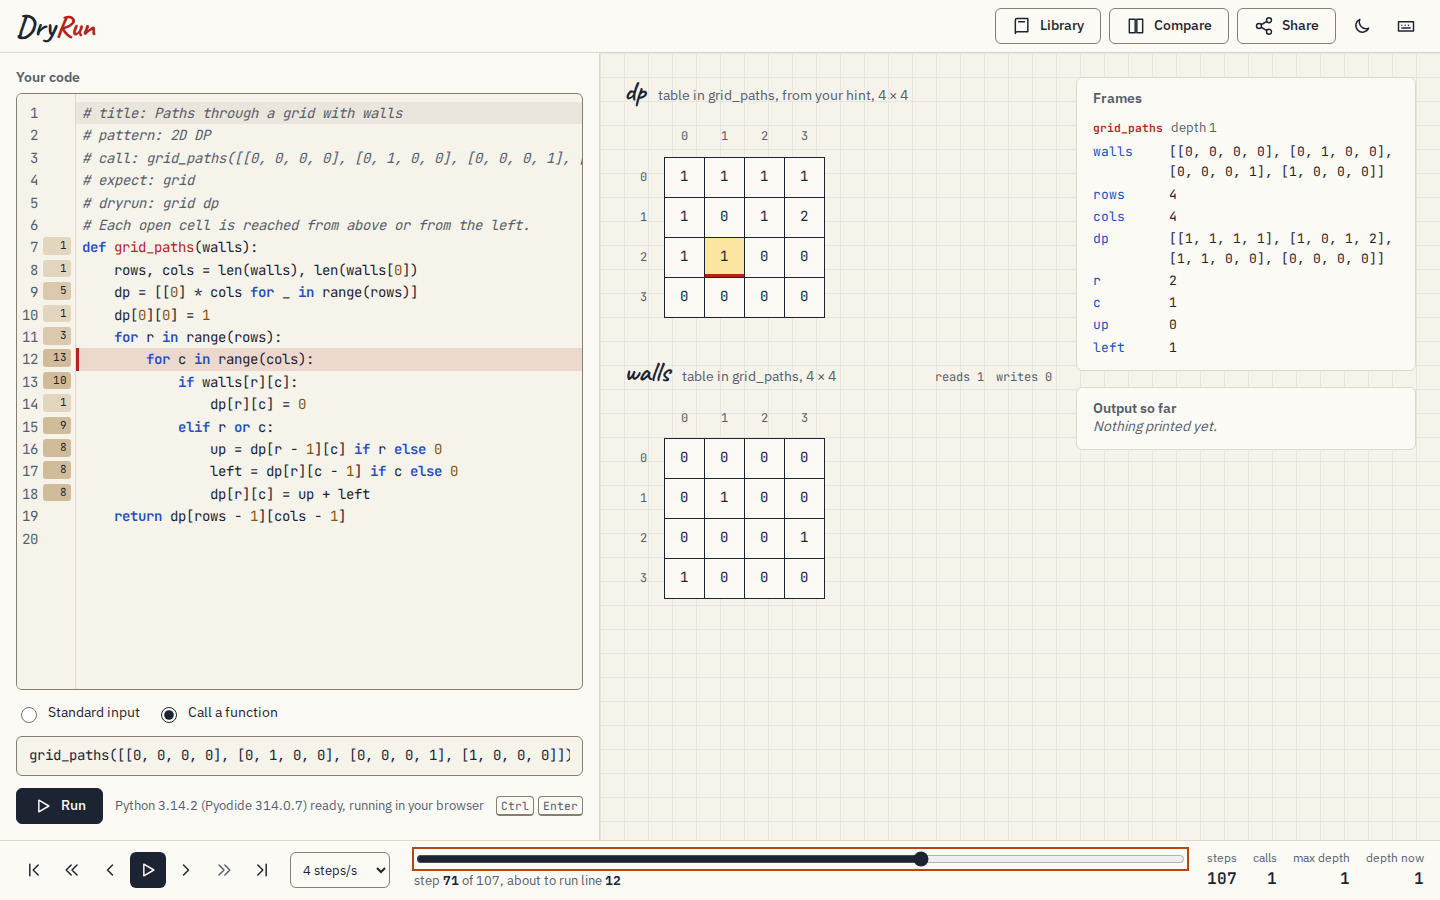 DryRun
Library
Compare
Share
Your code
1 # title: Paths through a grid with walls
2 # pattern: 2D DP
3 # call: grid_paths([[0, 0, 0, 0], [0, 1, 0, 0], [0, 0, 0, 1],
4 # expect: grid
5 # dryrun: grid dp
6 # Each open cell is reached from above or from the left.
7 1 def grid_paths(walls):
8 1 rows, cols = len(walls), len(walls[0])
9 5 dp = [[0] * cols for _ in range(rows)]
10 1 dp[0][0] = 1
11 3 for r in range(rows):
12 13 for c in range(cols):
13 10 if walls[r][c]:
14 1 dp[r][c] = 0
15 9 elif r or c:
16 8 up = dp[r - 1][c] if r else 0
17 8 left = dp[r][c - 1] if c else 0
18 8 dp[r][c] = up + left
19 return dp[rows - 1][cols - 1]
20
Standard input
Call a function
grid_paths([[0, 0, 0, 0], [0, 1, 0, 0], [0, 0, 0, 1], [1, 0, 0, 0]])
Run
Python 3.14.2 (Pyodide 314.0.7) ready, running in your browser
Ctrl Enter
dp table in grid_paths, from your hint, 4 × 4
0 1 2 3
0 1 1 1 1
1 1 0 1 2
2 1 1 0 0
3 0 0 0 0
walls table in grid_paths, 4 × 4 reads 1 writes 0
0 1 2 3
0 0 0 0 0
1 0 1 0 0
2 0 0 0 1
3 1 0 0 0
Frames
grid_paths depth 1
walls [[0, 0, 0, 0], [0, 1, 0, 0],
[0, 0, 0, 1], [1, 0, 0, 0]]
rows 4
cols 4
dp [[1, 1, 1, 1], [1, 0, 1, 2],
[1, 1, 0, 0], [0, 0, 0, 0]]
r 2
c 1
up 0
left 1
Output so far
Nothing printed yet.
4 steps/s
step 71 of 107, about to run line 12
steps calls max depth depth now
107 1 1 1